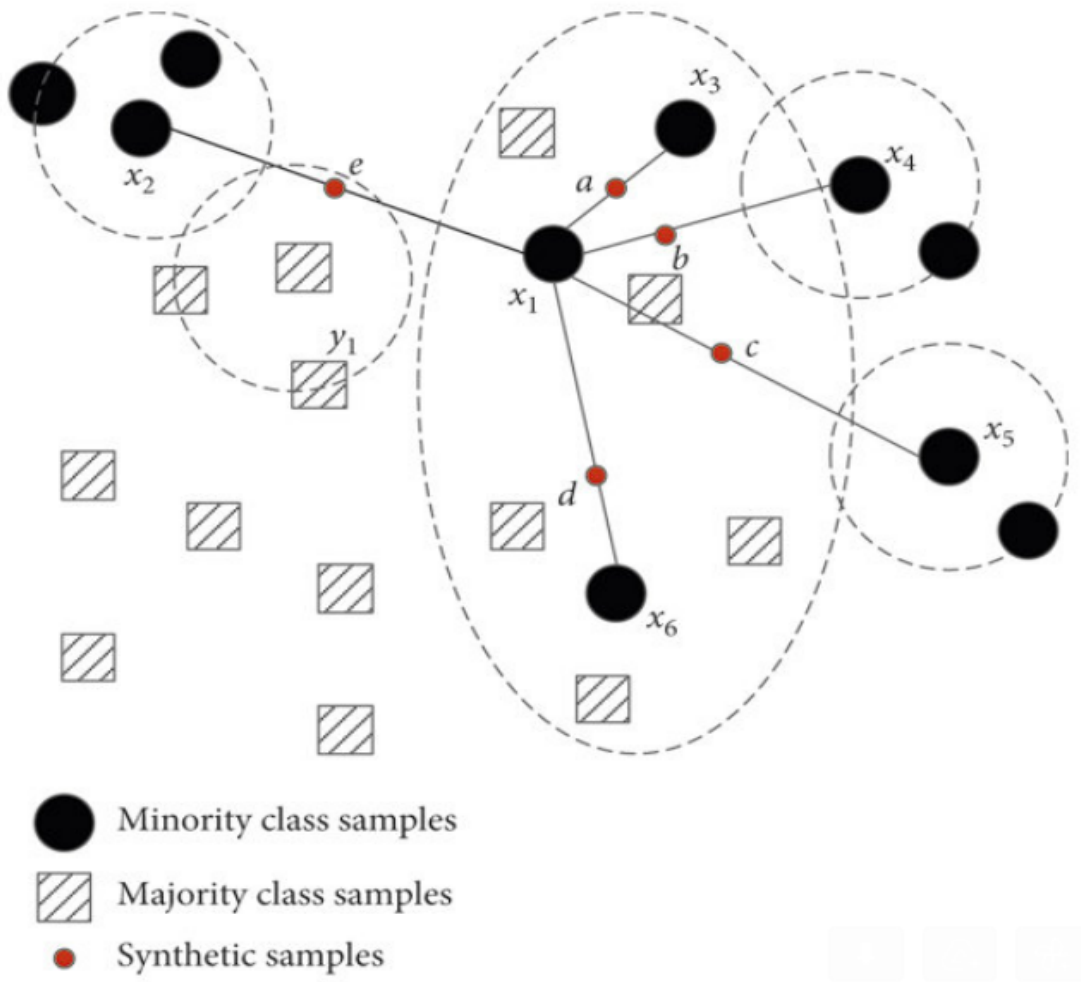 x₃
x₄
e
x₂
a
b
x₁
y₁
c
x₅
d
x₆
Minority class samples
Majority class samples
Synthetic samples